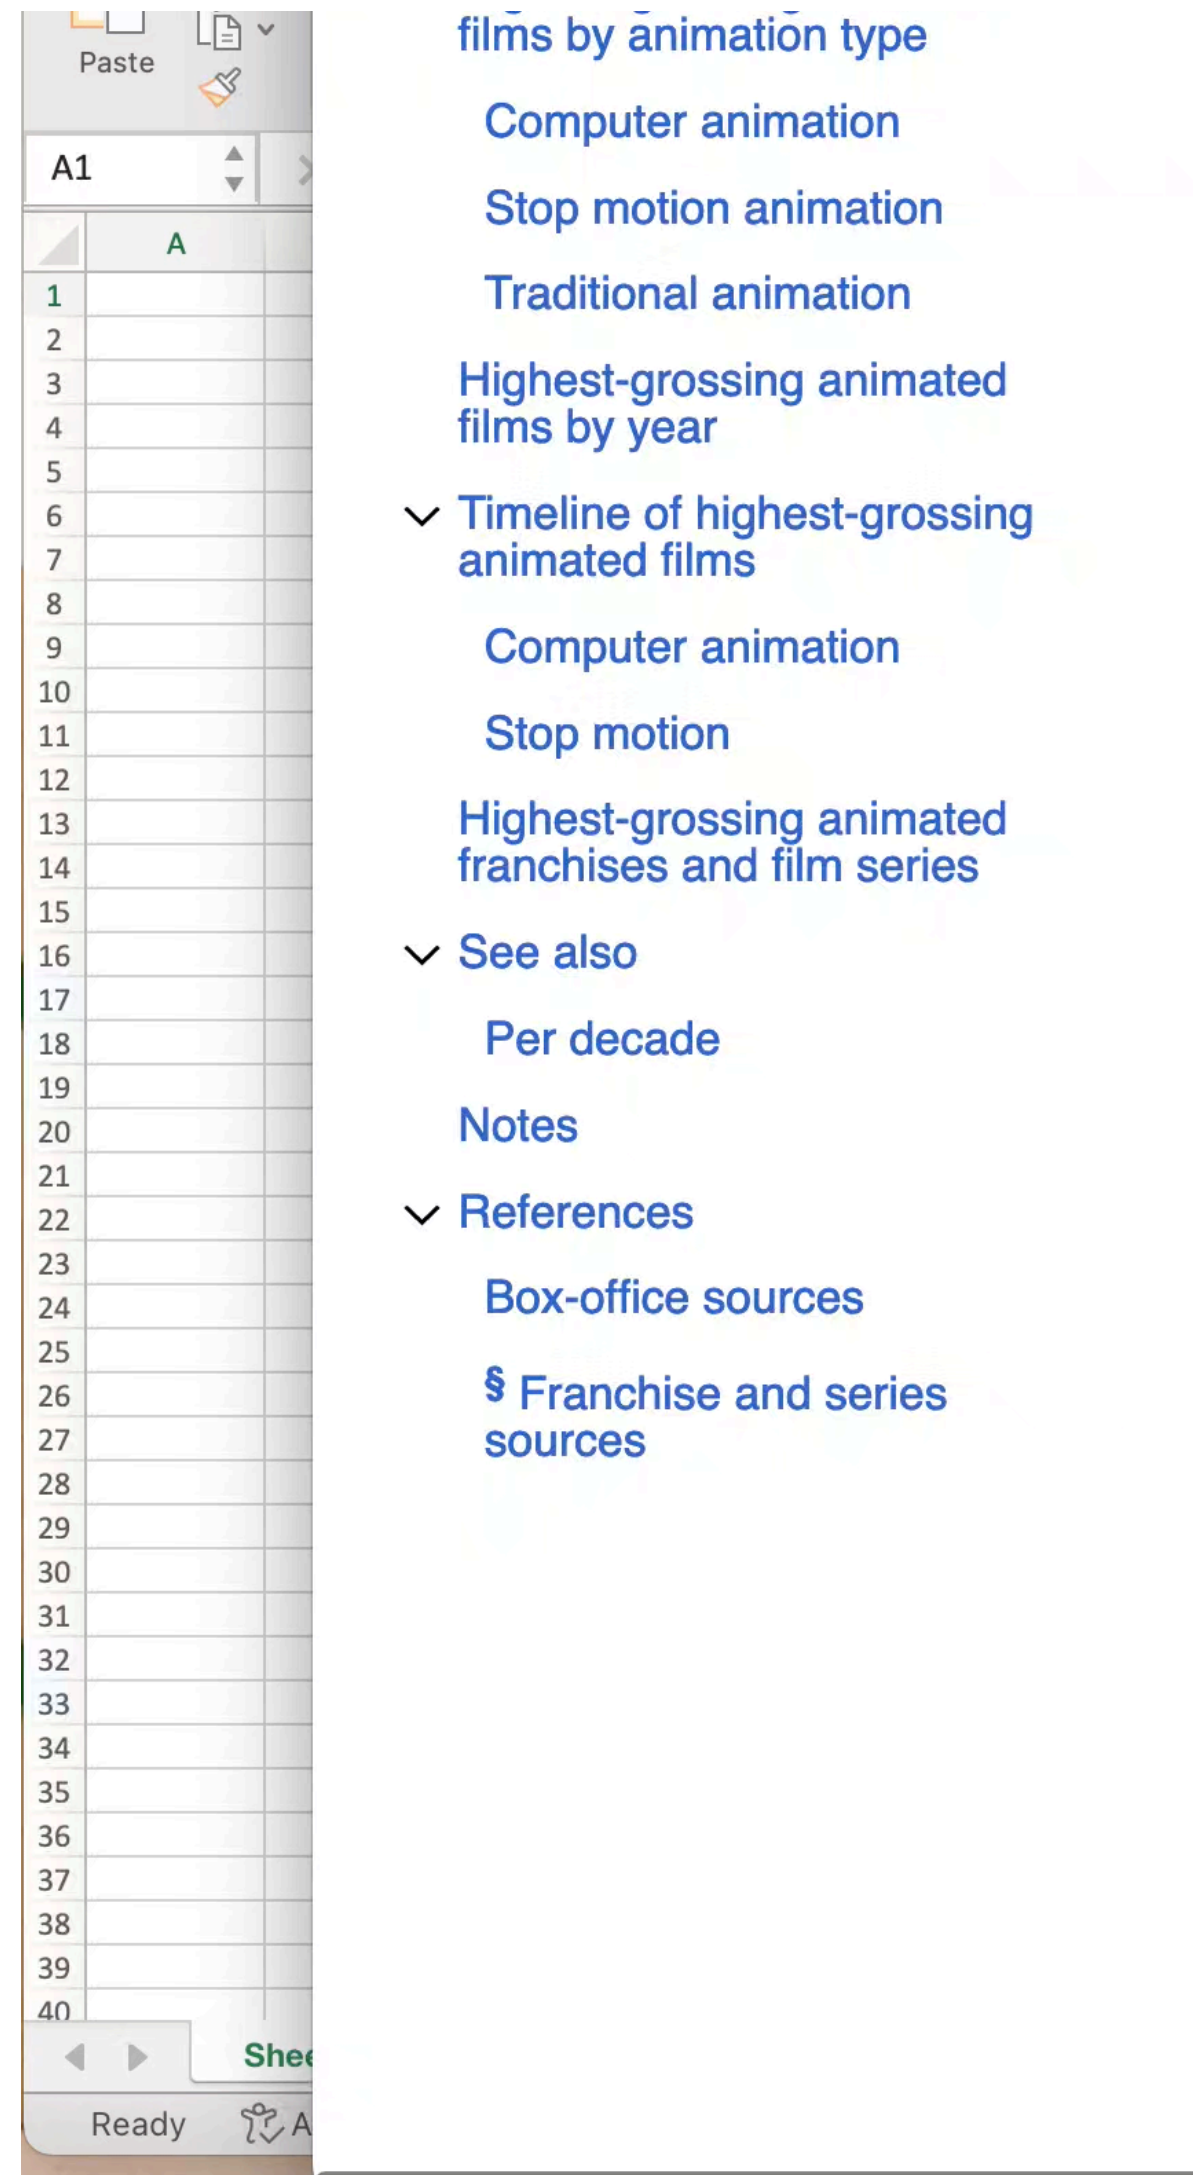 Paste
A1
A
1
2
3
4
5
6
7
8
9
10
11
12
13
14
15
16
17
18
19
20
21
22
23
24
25
26
27
28
29
30
31
32
33
34
35
36
37
38
39
40
Shee
Ready
A
films by animation type
Computer animation
Stop motion animation
Traditional animation
Highest-grossing animated
films by year
Timeline of highest-grossing
animated films
Computer animation
Stop motion
Highest-grossing animated
franchises and film series
See also
Per decade
Notes
References
Box-office sources
§ Franchise and series
sources